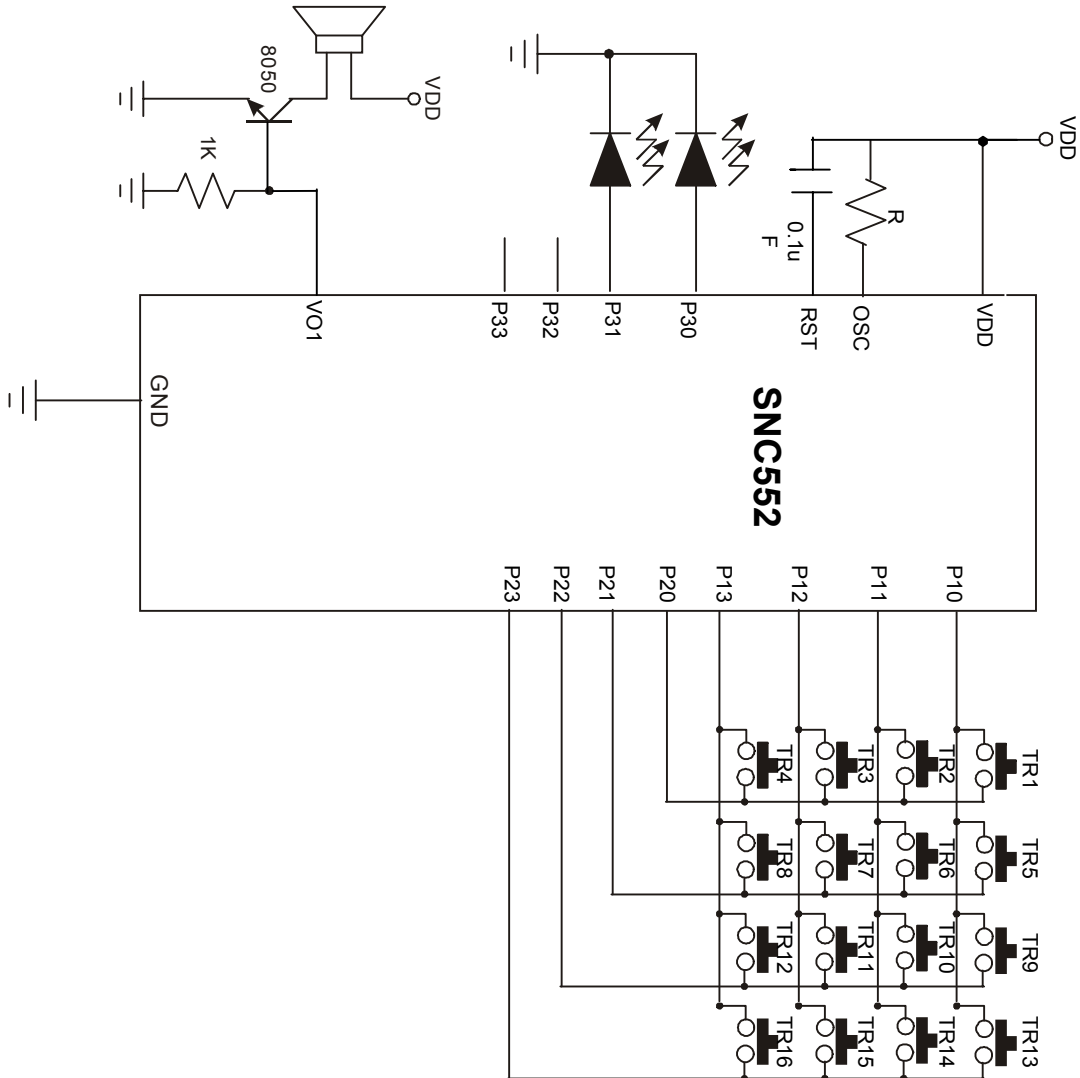 VDD
VDD
8050
1K
R
0.1u
F
VDD
OSC
RST
P30
P31
P32
P33
VO1
GND
SNC552
P10
P11
P12
P13
P20
P21
P22
P23
TR1
TR2
TR3
TR4
TR5
TR6
TR7
TR8
TR9
TR10
TR11
TR12
TR13
TR14
TR15
TR16